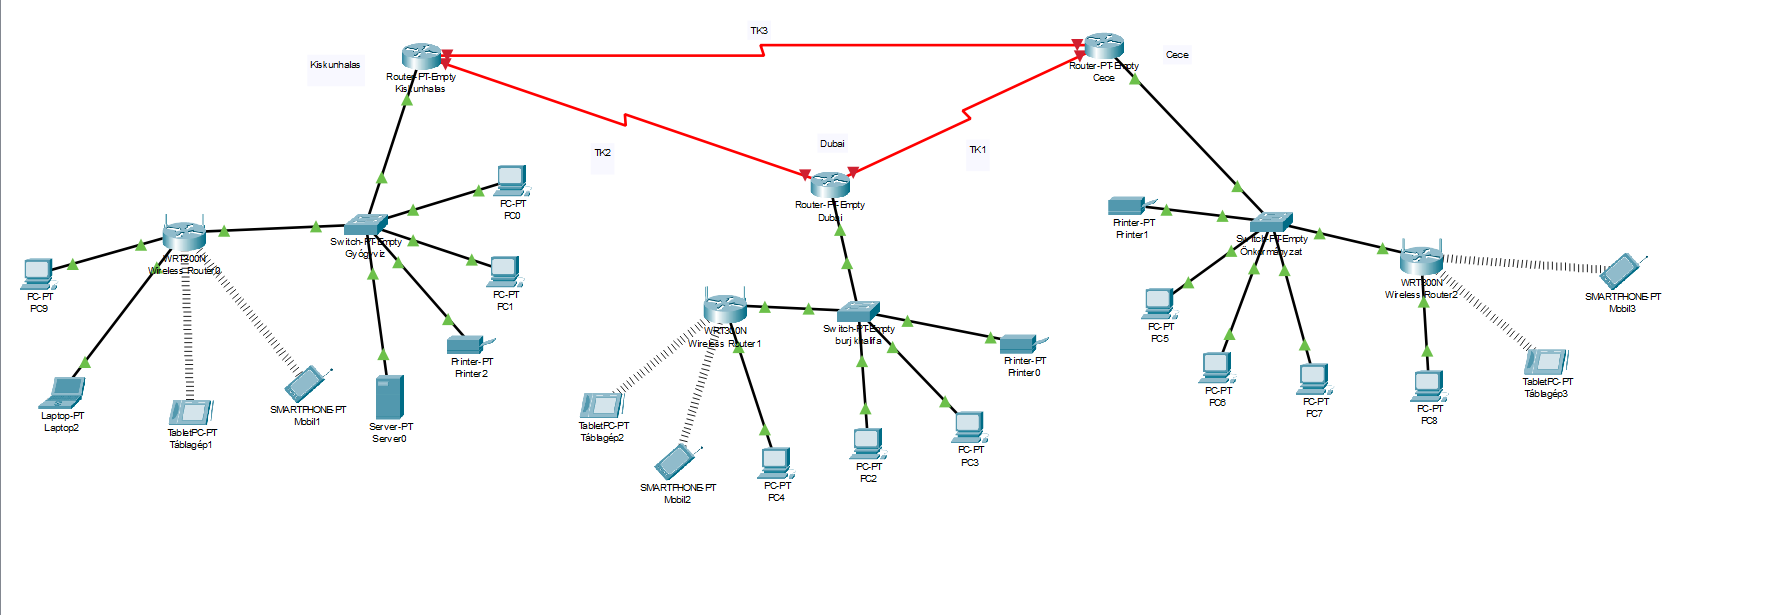 TK3
Kiskunhalas
Router-PT-Empty
Kiskunhalas
Router-PT-Empty
Cece
Cece
TK2
Dubai
TK1
Router-PT-Empty
Dubai
PC-PT
PC0
Switch-PT-Empty
Gyógyvíz
WRT300N
Wireless Router0
PC-PT
PC9
PC-PT
PC1
Printer-PT
Printer2
Laptop-PT
Laptop2
TabletPC-PT
Táblagép1
SMARTPHONE-PT
Mobil1
Server-PT
Server0
WRT300N
Wireless Router1
Switch-PT-Empty
burj kualifa
Printer-PT
Printer0
TabletPC-PT
Táblagép2
SMARTPHONE-PT
Mobil2
PC-PT
PC4
PC-PT
PC2
PC-PT
PC3
Printer-PT
Printer1
Switch-PT-Empty
Önkormányzat
WRT300N
Wireless Router2
SMARTPHONE-PT
Mobil3
PC-PT
PC5
PC-PT
PC6
PC-PT
PC7
PC-PT
PC8
TabletPC-PT
Táblagép3